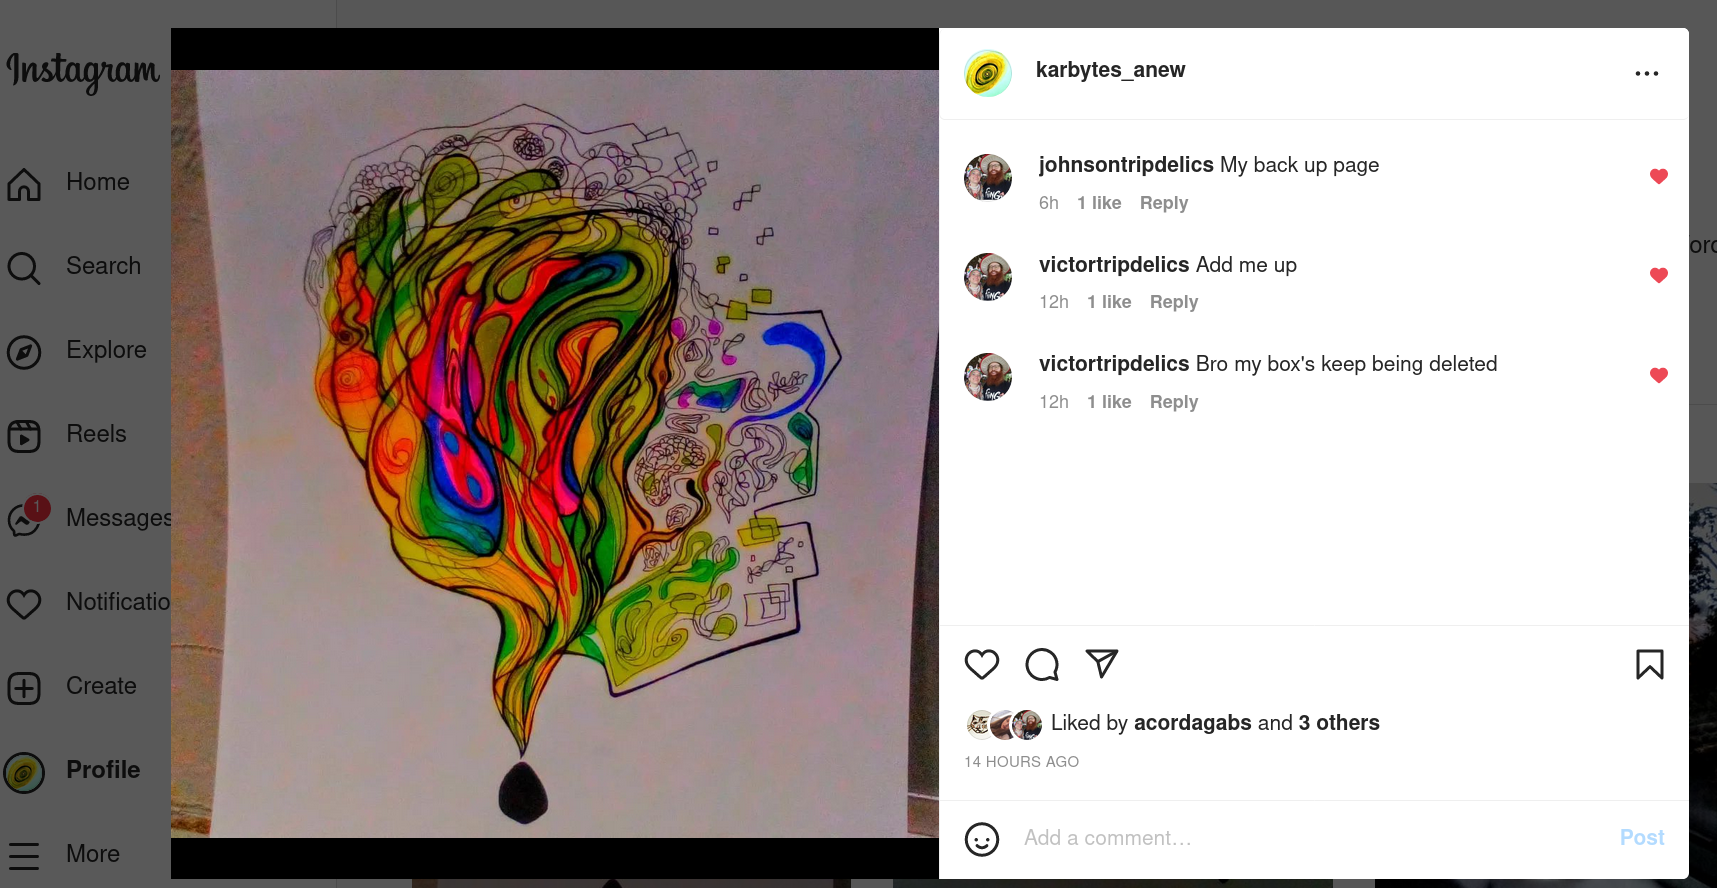 Instagram
Home
Search
Explore
Reels
1
Messages
Notificatio
Create
Profile
More
karbytes_anew
johnsontripdelics My back up page
6h 1 like Reply
victortripdelics Add me up
12h 1 like Reply
victortripdelics Bro my box's keep being deleted
12h 1 like Reply
Liked by acordagabs and 3 others
14 HOURS AGO
Add a comment…
Post